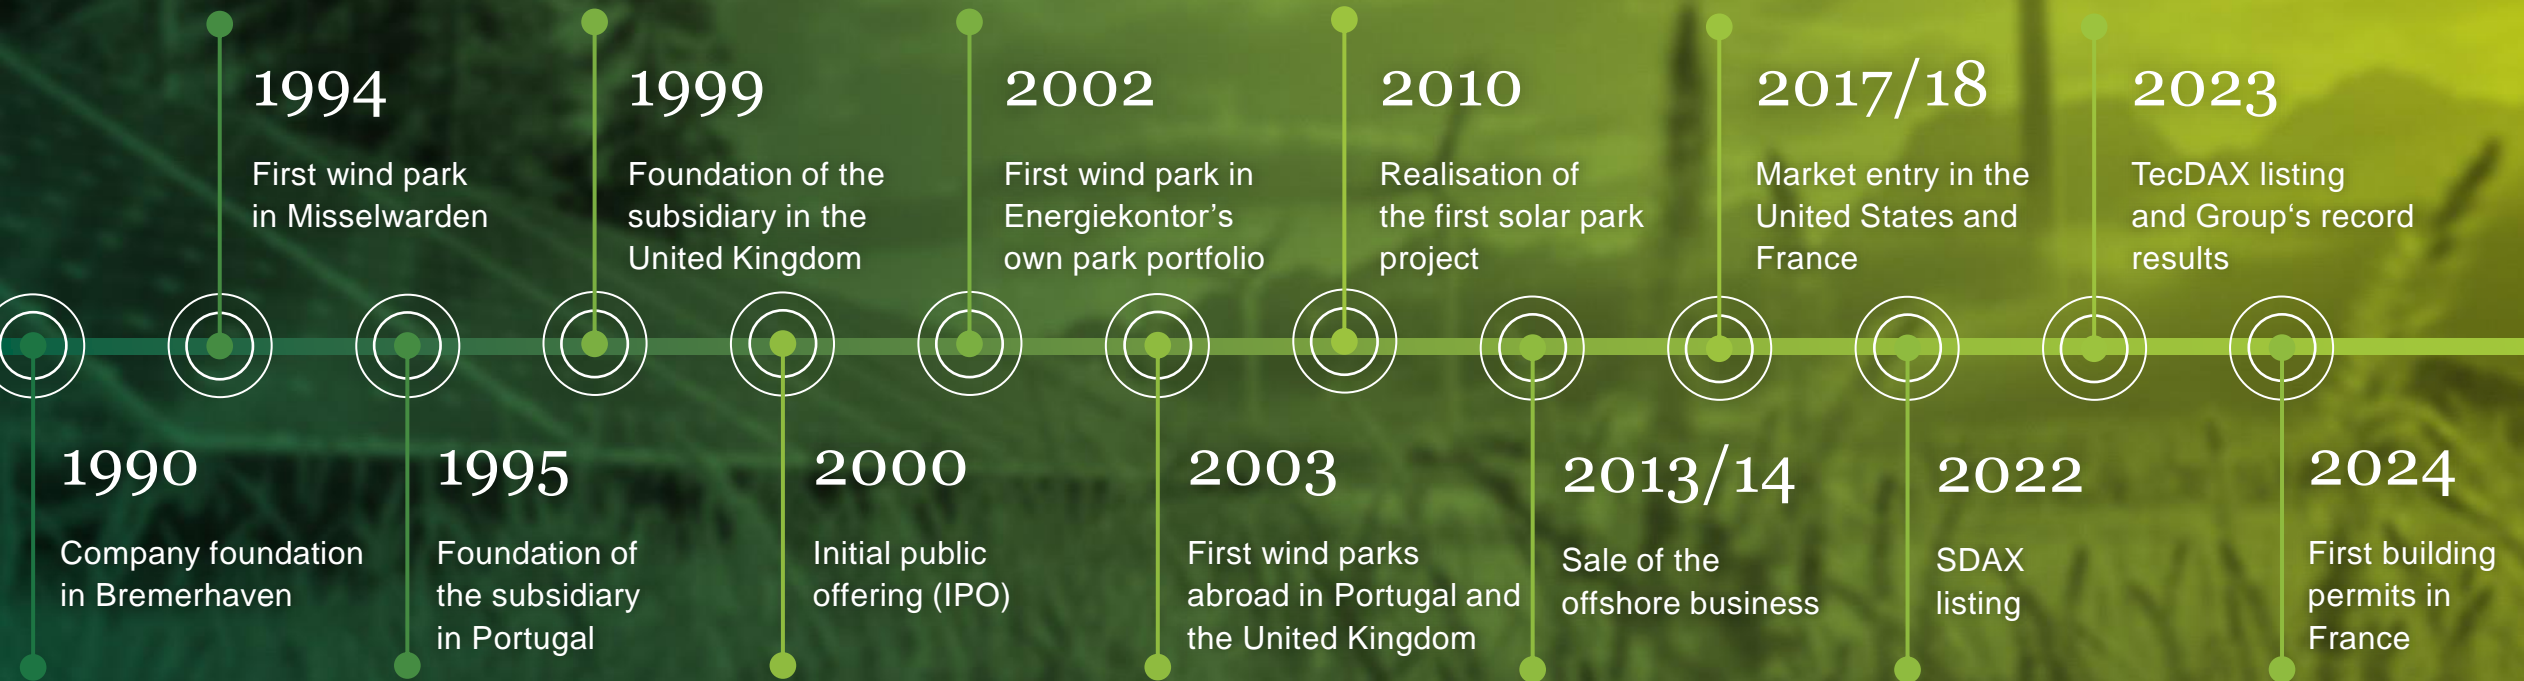 1994
First wind park
in Misselwarden
1999
Foundation of the
subsidiary in the
United Kingdom
2002
First wind park in
Energiekontor’s
own park portfolio
2010
Realisation of
the first solar park
project
2017/18
Market entry in the
United States and
France
2023
TecDAX listing
and Group‘s record
results
1990
Company foundation
in Bremerhaven
1995
Foundation of
the subsidiary
in Portugal
2000
Initial public
offering (IPO)
2003
First wind parks
abroad in Portugal and
the United Kingdom
2013/14
Sale of the
offshore business
2022
SDAX
listing
2024
First building
permits in
France